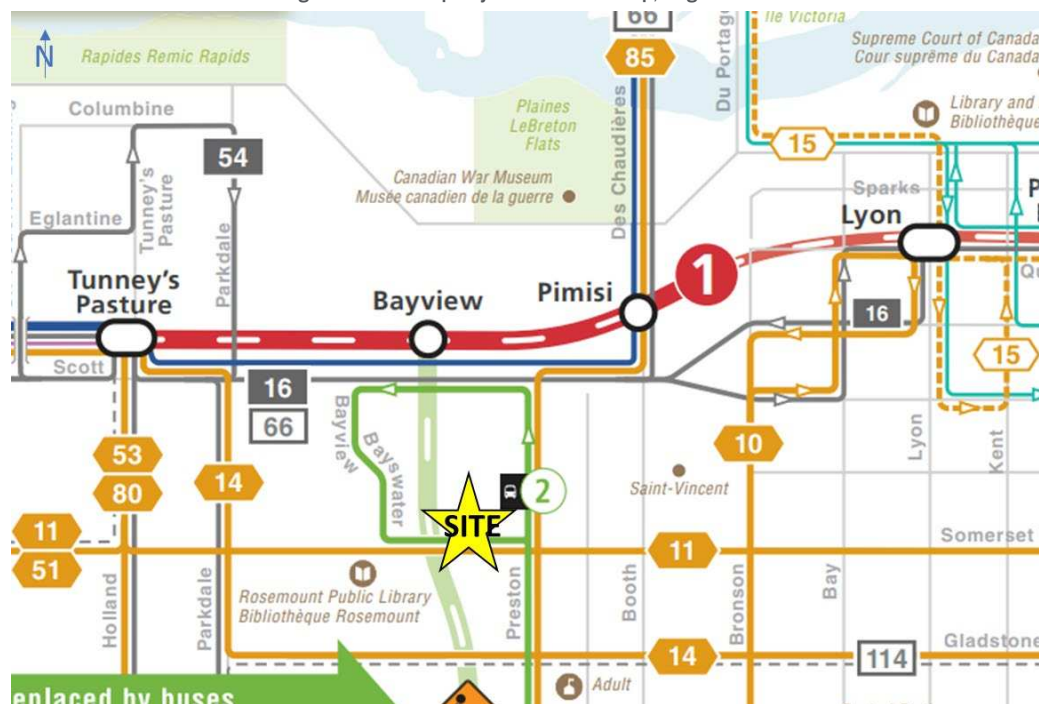 N
Rapides Remic Rapids
66
85
Du Portage
Île Victoria
Supreme Court of Canada
Cour suprême du Canada
Columbine
54
Plaines
LeBreton
Flats
Library and
Bibliothèque
15
Tunney's
Pasture
Canadian War Museum
Musée canadien de la guerre
Des Chaudières
Sparks
Eglantine
Parkdale
Lyon
Tunney's
Pasture
Bayview
Pimisi
1
16
15
Scott
16
66
Bayview
Bayswater
53
80
14
2
10
Lyon
Kent
Saint-Vincent
SITE
11
51
11
Somerset
Holland
Parkdale
Rosemount Public Library
Bibliothèque Rosemount
Preston
Booth
Bronson
Bay
14
114
Gladstone
Adult